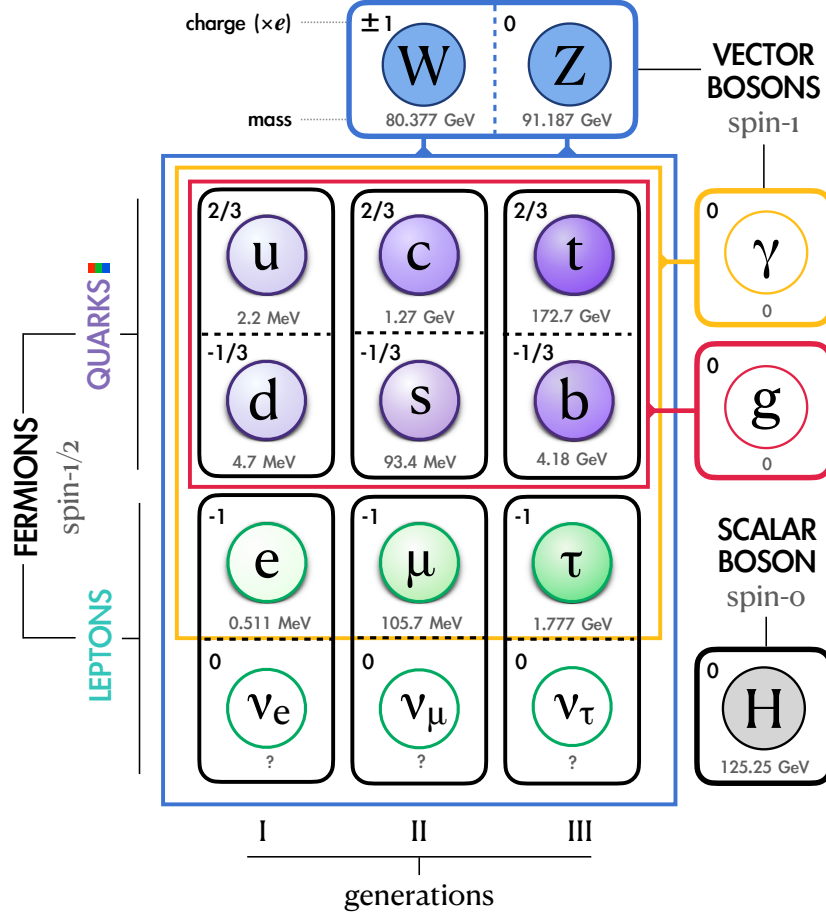 charge (×e)
±1
W
80.377 GeV
0
Z
91.187 GeV
mass
VECTOR
BOSONS
spin-1
FERMIONS
spin-1/2
QUARKS
2/3
u
2.2 MeV
2/3
c
1.27 GeV
2/3
t
172.7 GeV
0
γ
0
-1/3
d
4.7 MeV
-1/3
s
93.4 MeV
-1/3
b
4.18 GeV
0
g
0
LEPTONS
-1
e
0.511 MeV
-1
μ
105.7 MeV
-1
τ
1.777 GeV
SCALAR
BOSON
spin-0
0
νe
?
0
νμ
?
0
ντ
?
0
H
125.25 GeV
I II III
generations